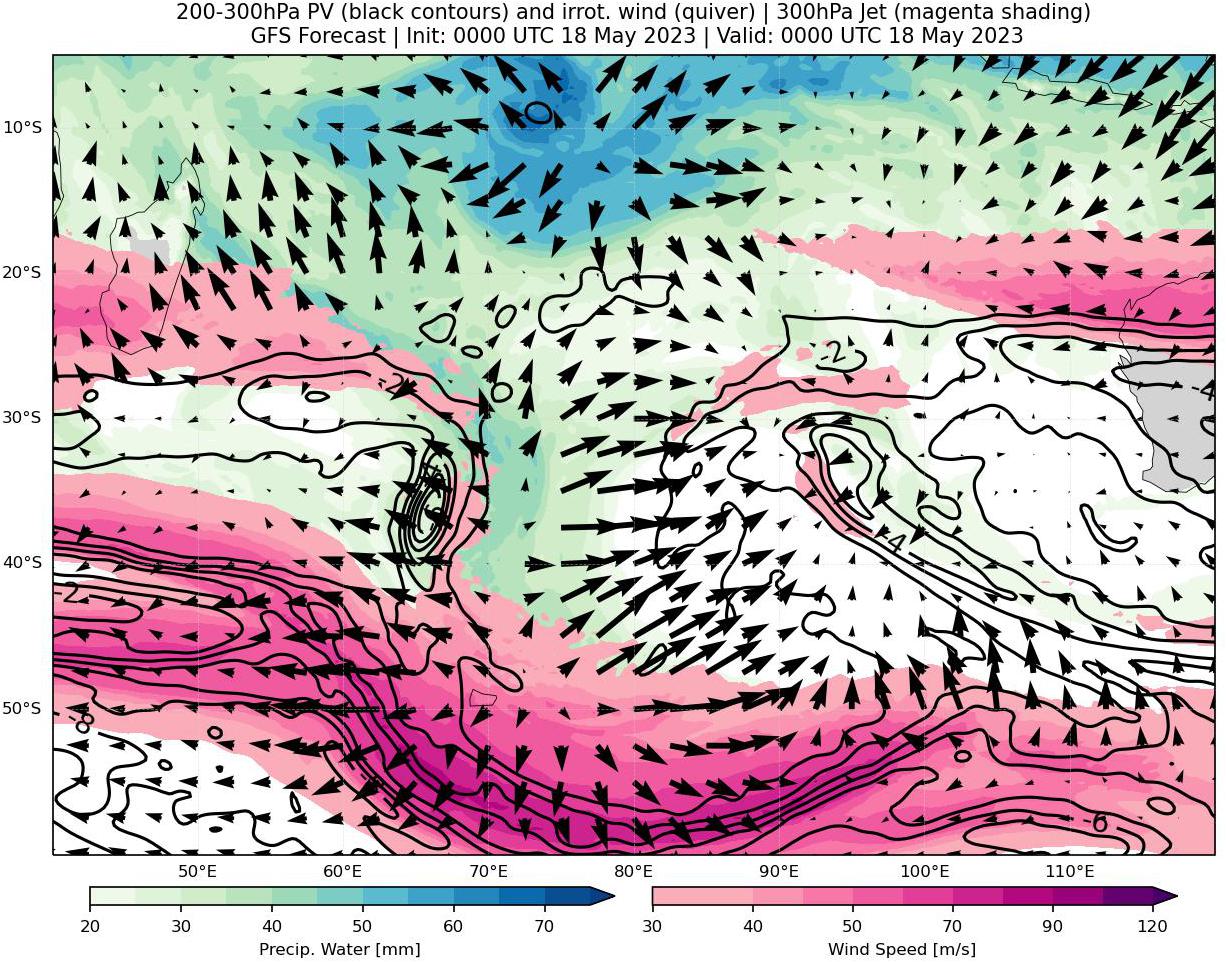 200-300hPa PV (black contours) and irrot. wind (quiver) | 300hPa Jet (magenta shading)
GFS Forecast | Init: 0000 UTC 18 May 2023 | Valid: 0000 UTC 18 May 2023
10°S
20°S
-2
-2
-4
30°S
-4
40°S
-2
50°S
-8
-6
50°E 60°E 70°E 80°E 90°E 100°E 110°E
20 30 40 50 60 70
30 40 50 70 90 120
Precip. Water [mm]
Wind Speed [m/s]